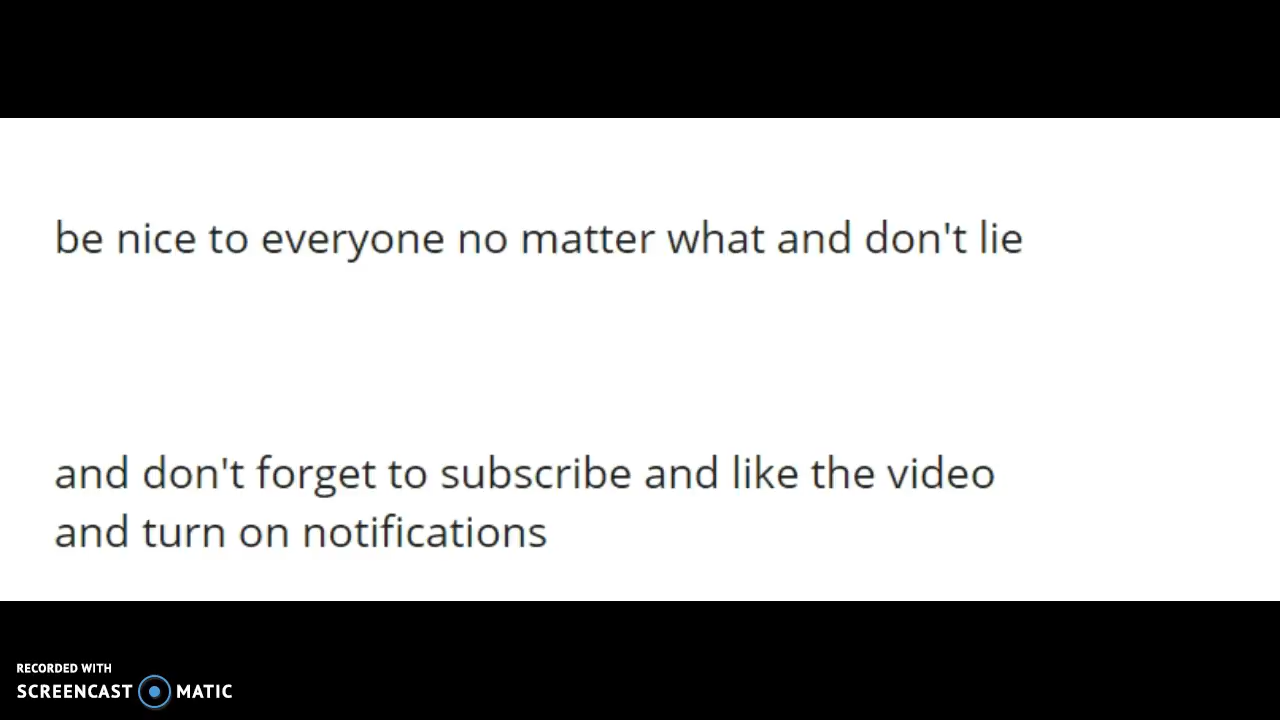 be nice to everyone no matter what and don't lie
and don't forget to subscribe and like the video
and turn on notifications
RECORDED WITH
SCREENCAST MATIC